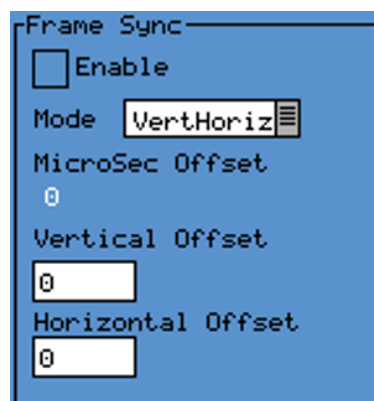 Frame Sync
Enable
Mode VertHoriz
MicroSec Offset
0
Vertical Offset
0
Horizontal Offset
0